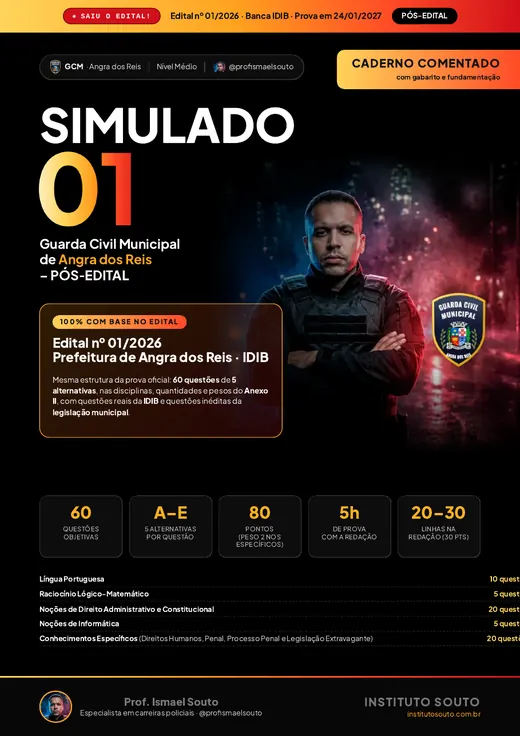 SAIU O EDITAL!
Edital nº 01/2026 · Banca IDIB · Prova em 24/01/2027
PÓS-EDITAL
GCM · Angra dos Reis
Nível Médio
@profismaelsouto
CADERNO COMENTADO
com gabarito e fundamentação
SIMULADO
01
Guarda Civil Municipal
de Angra dos Reis
– PÓS-EDITAL
GUARDA CIVIL
MUNICIPAL
ANGRA DOS REIS
100% COM BASE NO EDITAL
Edital nº 01/2026
Prefeitura de Angra dos Reis · IDIB
Mesma estrutura da prova oficial: 60 questões de 5
alternativas, nas disciplinas, quantidades e pesos do Anexo
II, com questões reais da IDIB e questões inéditas da
legislação municipal.
60
QUESTÕES
OBJETIVAS
A–E
5 ALTERNATIVAS
POR QUESTÃO
80
PONTOS
(PESO 2 NOS
ESPECÍFICOS)
5h
DE PROVA
COM A REDAÇÃO
20–30
LINHAS NA
REDAÇÃO (30 PTS)
Língua Portuguesa 10 quest
Raciocínio Lógico-Matemático 5 quest
Noções de Direito Administrativo e Constitucional 20 quest
Noções de Informática 5 quest
Conhecimentos Específicos (Direitos Humanos, Penal, Processo Penal e Legislação Extravagante) 20 questi
Prof. Ismael Souto
Especialista em carreiras policiais · @profismaelsouto
INSTITUTO SOUTO
institutosouto.com.br